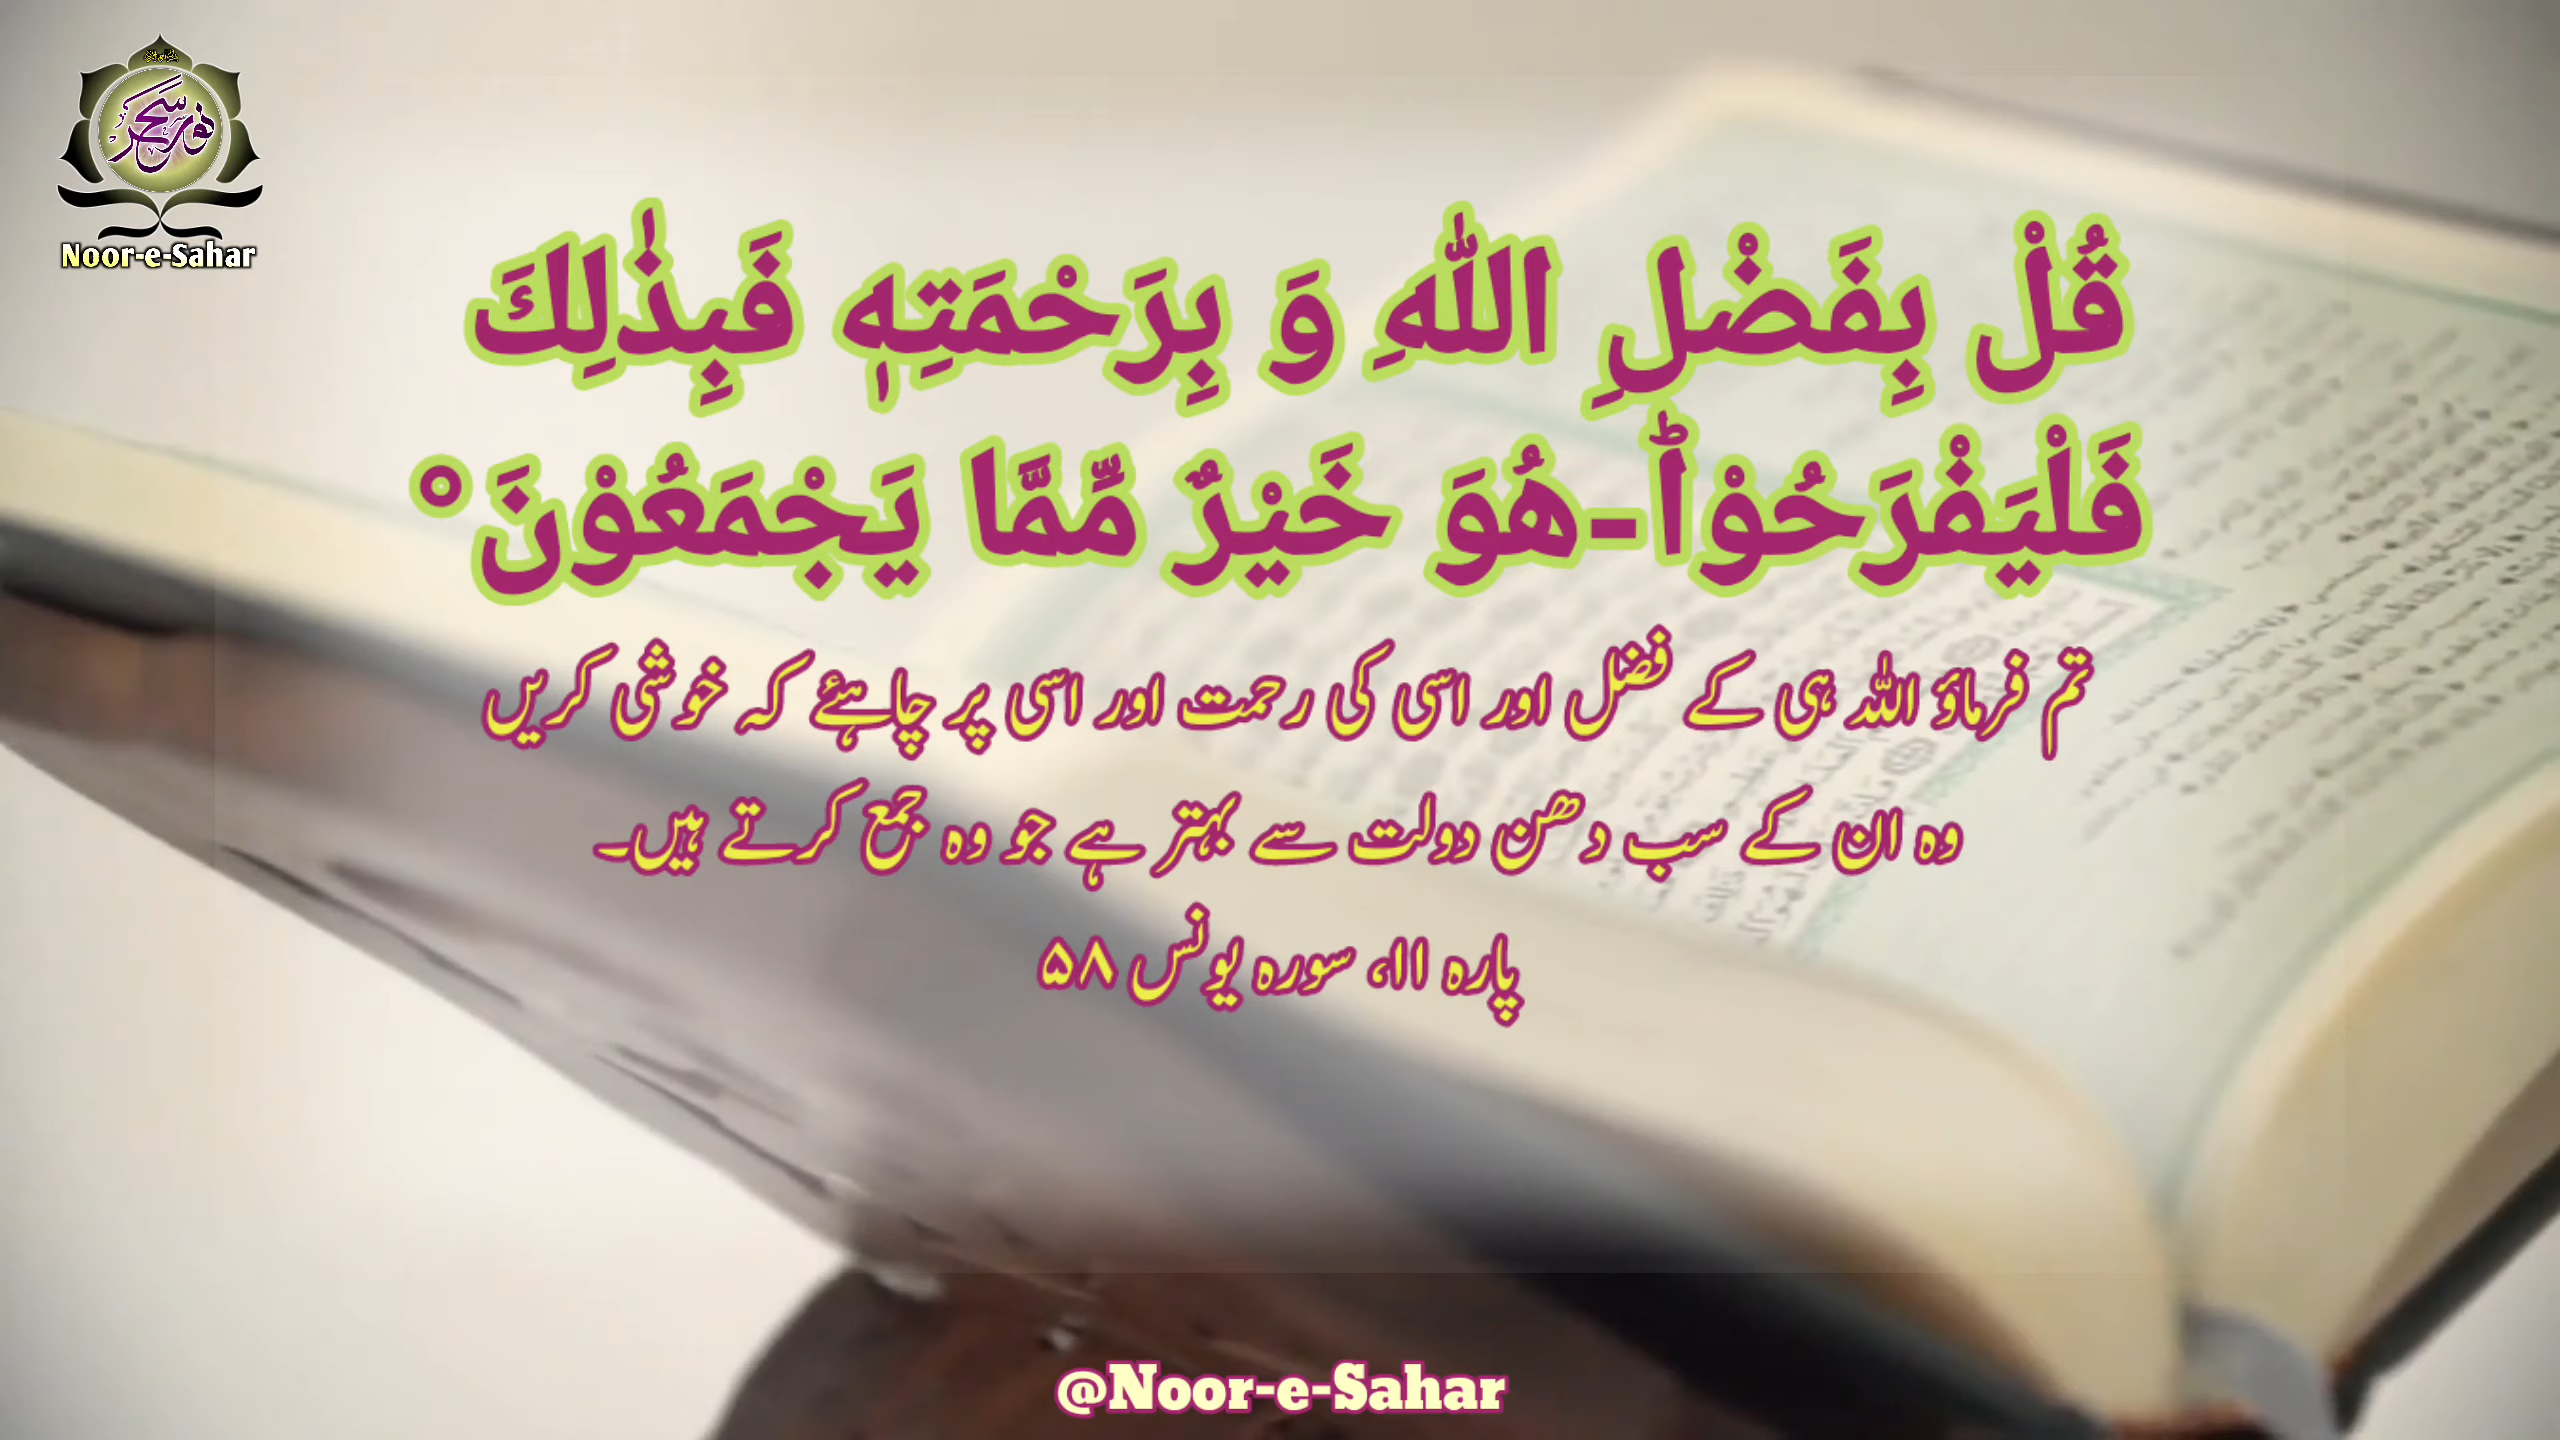 نور سحر
Noor-e-Sahar
قُلْ بِفَضْلِ اللّٰهِ وَ بِرَحْمَتِهٖ فَبِذٰلِكَ
فَلْیَفْرَحُوْاؕ-هُوَ خَیْرٌ مِّمَّا یَجْمَعُوْنَ۠
تم فرماؤ اللہ ہی کے فضل اور اسی کی رحمت اور اسی پر چاہئے کہ خوشی کریں
وہ ان کے سب دھن دولت سے بہتر ہے جو وہ جمع کرتے ہیں۔
پارہ ۱۱، سورہ یونس ۵۸
@Noor-e-Sahar